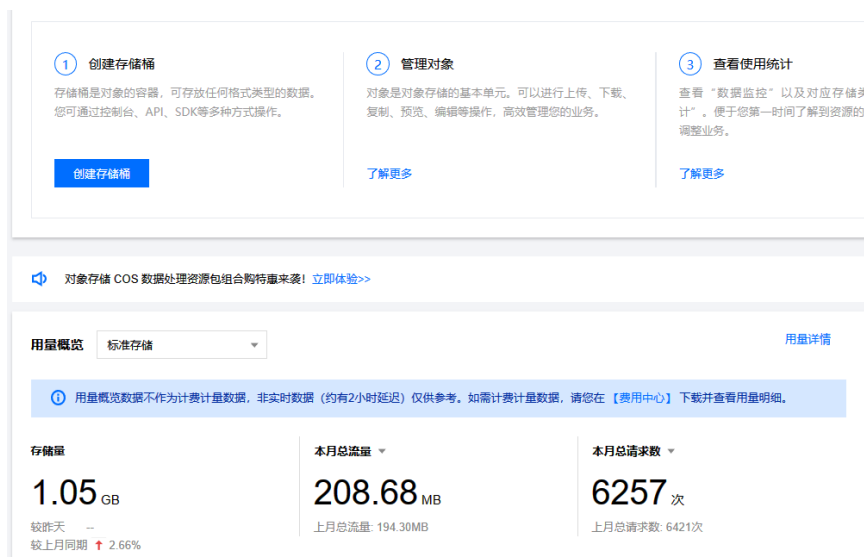 1 创建存储桶
存储桶是对象的容器，可存放任何格式类型的数据。
您可通过控制台、API、SDK等多种方式操作。
创建存储桶
2 管理对象
对象是对象存储的基本单元。可以进行上传、下载、
复制、预览、编辑等操作，高效管理您的业务。
了解更多
3 查看使用统计
查看“数据监控”以及对应存储类
计”。便于您第一时间了解到资源的
调整业务。
了解更多
对象存储 COS 数据处理资源包组合购特惠来袭！立即体验>>
用量概览 标准存储
用量详情
用量概览数据不作为计费计量数据，非实时数据（约有2小时延迟）仅供参考。如需计费计量数据，请您在【费用中心】下载并查看用量明细。
存储量
1.05 GB
较昨天 --
较上月同期 ↑ 2.66%
本月总流量
208.68 MB
上月总流量: 194.30MB
本月总请求数
6257 次
上月总请求数: 6421次